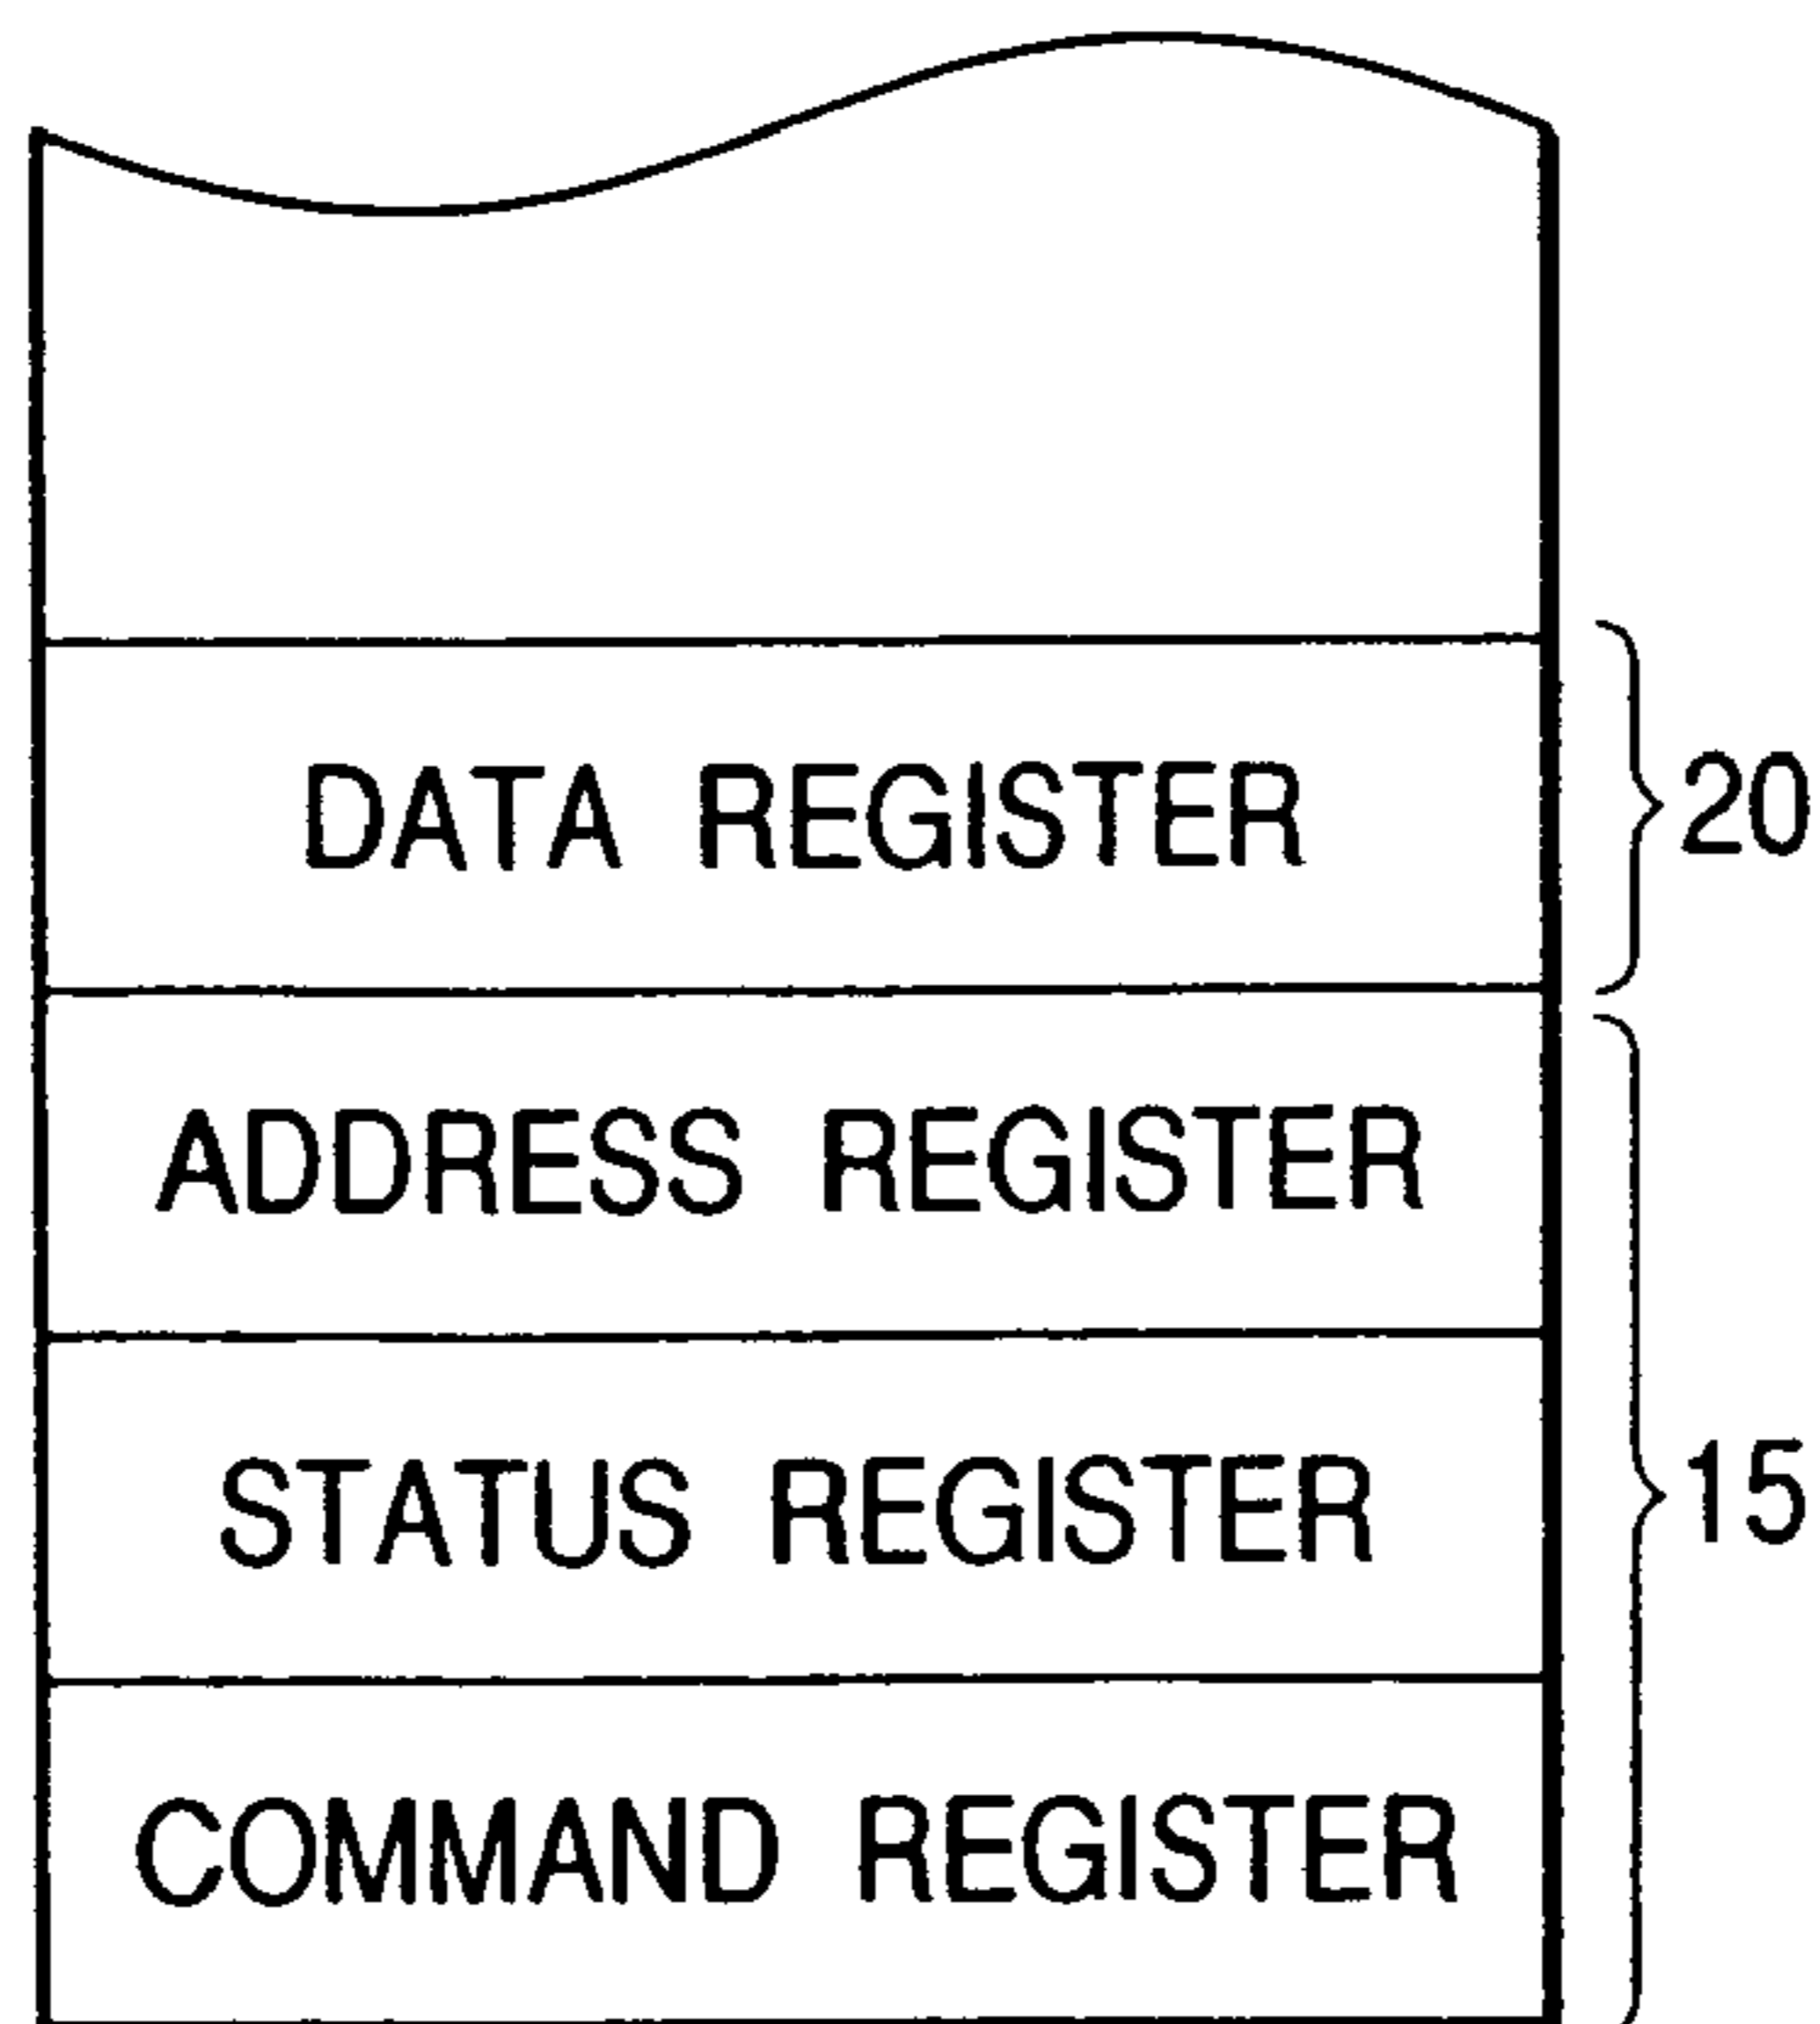 DATA REGISTER
20
ADDRESS REGISTER
STATUS REGISTER
15
COMMAND REGISTER